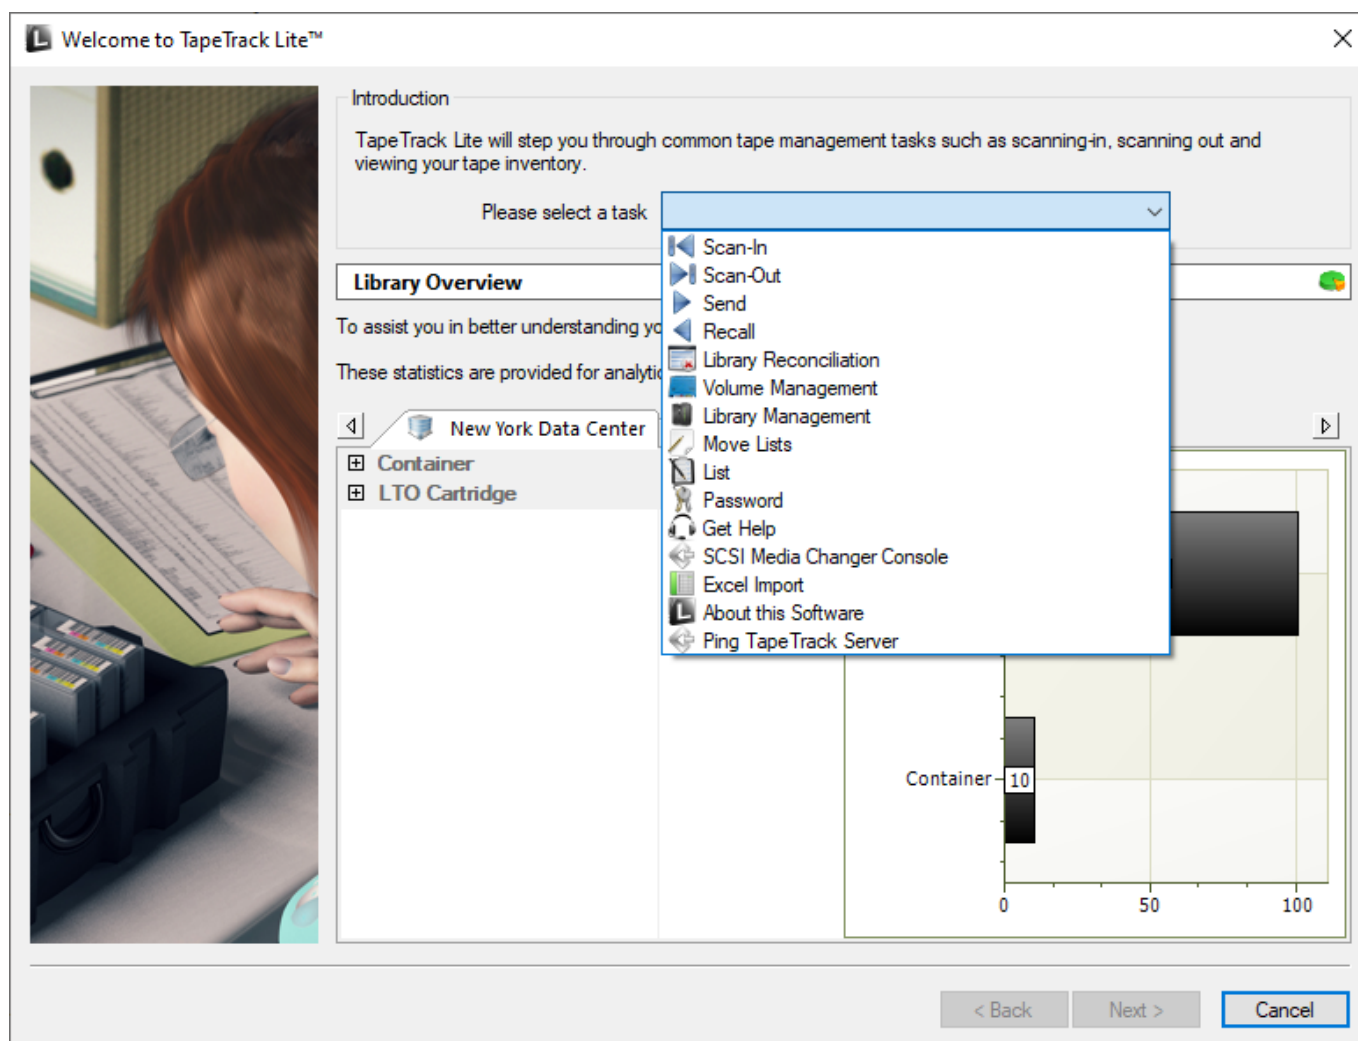 Welcome to TapeTrack Lite™
Introduction
TapeTrack Lite will step you through common tape management tasks such as scanning-in, scanning out and
viewing your tape inventory.
Please select a task
Scan-In
Scan-Out
Send
Recall
Library Reconciliation
Volume Management
Library Management
Move Lists
List
Password
Get Help
SCSI Media Changer Console
Excel Import
About this Software
Ping TapeTrack Server
Library Overview
To assist you in better understanding yo
These statistics are provided for analytic
New York Data Center
Container
LTO Cartridge
Container 10
0 50 100
< Back Next > Cancel